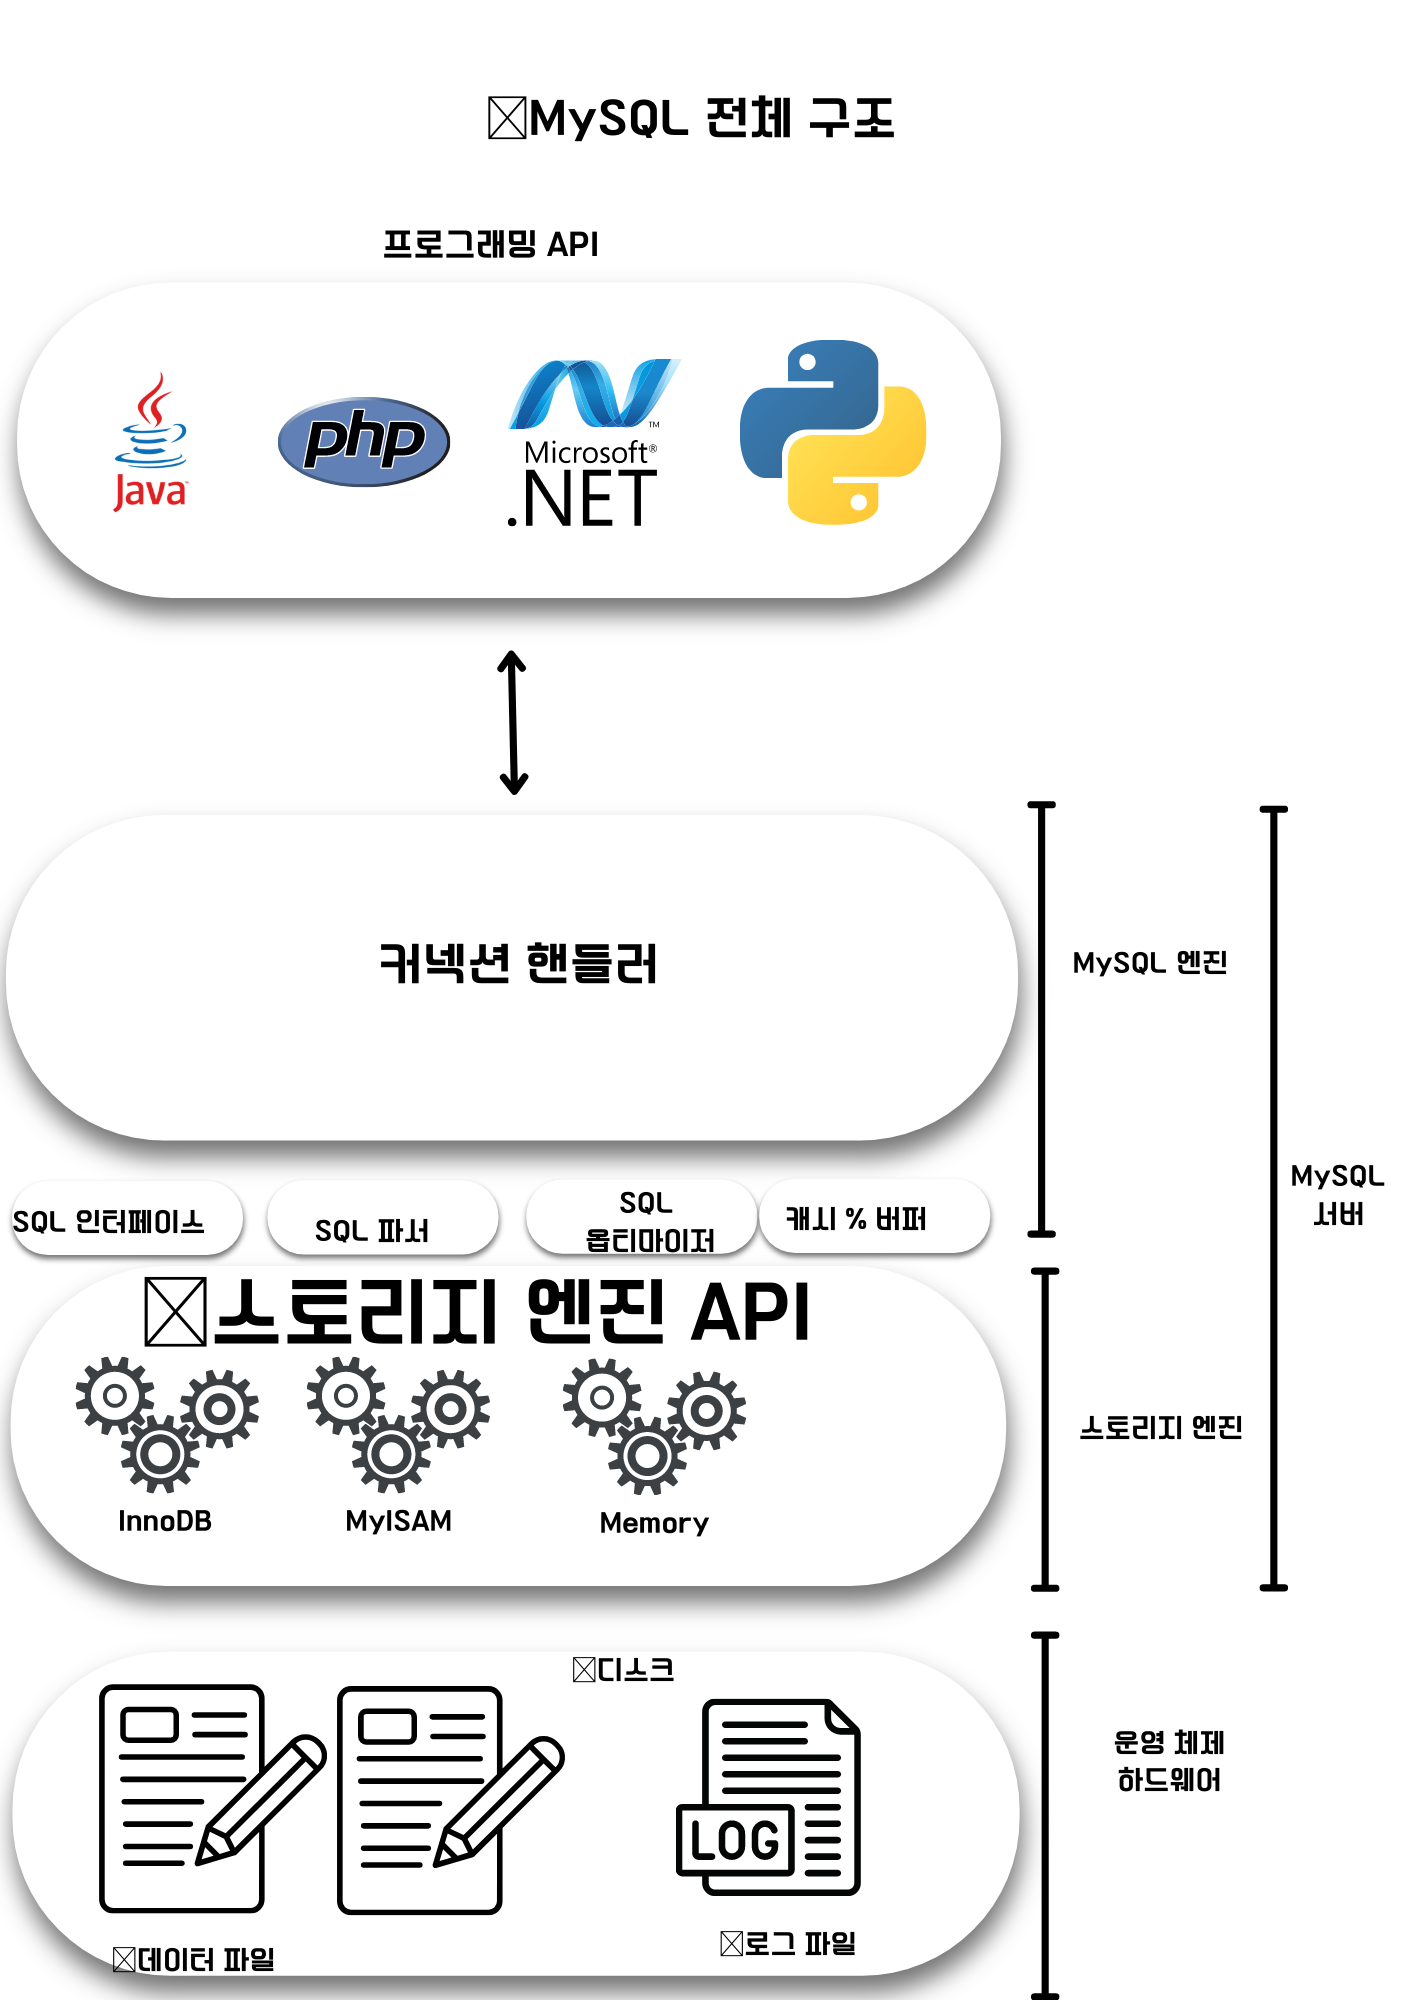 MySQL 전체 구조
프로그래밍 API
Java
php
TM
Microsoft®
.NET
커넥션 핸들러
MySQL 엔진
MySQL
서버
SQL 인터페이스
SQL 파서
SQL
옵티마이저
캐시 % 버퍼
스토리지 엔진 API
스토리지 엔진
InnoDB
MyISAM
Memory
디스크
운영 체제
하드웨어
LOG
데이터 파일
로그 파일